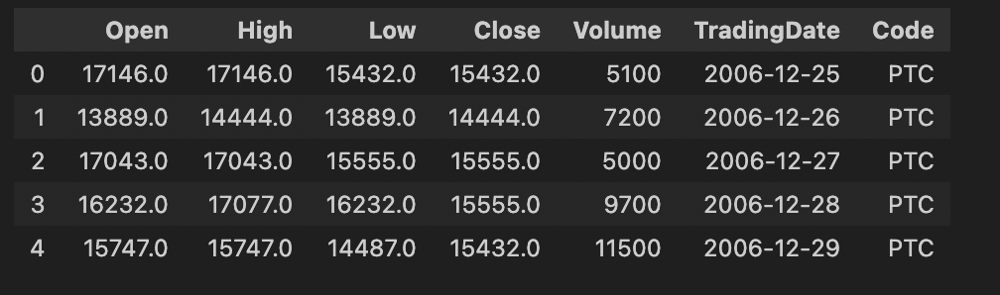 Open High Low Close Volume TradingDate Code
0 17146.0 17146.0 15432.0 15432.0 5100 2006-12-25 PTC
1 13889.0 14444.0 13889.0 14444.0 7200 2006-12-26 PTC
2 17043.0 17043.0 15555.0 15555.0 5000 2006-12-27 PTC
3 16232.0 17077.0 16232.0 15555.0 9700 2006-12-28 PTC
4 15747.0 15747.0 14487.0 15432.0 11500 2006-12-29 PTC